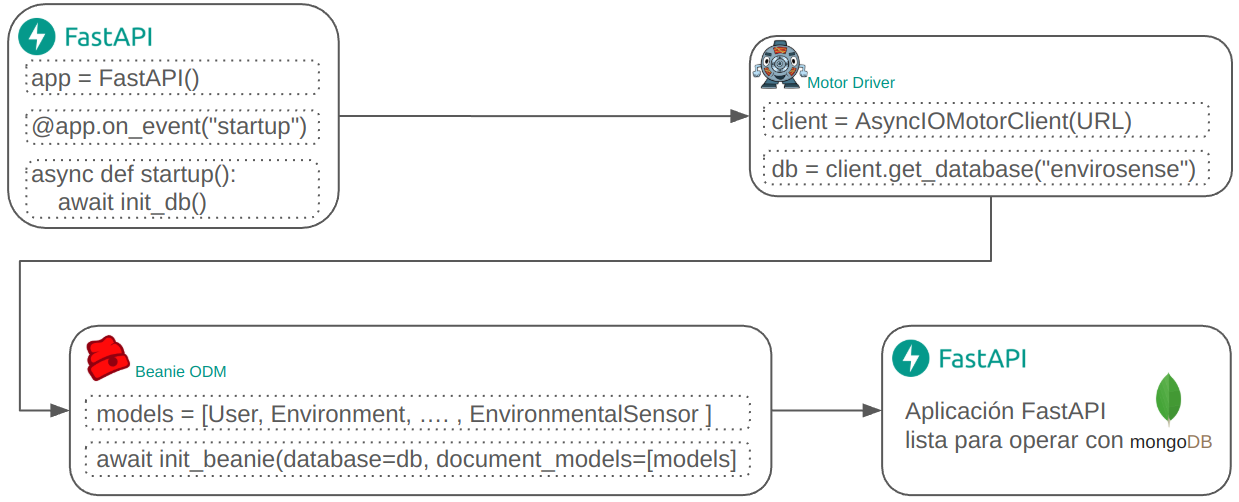 FastAPI
app = FastAPI()
@app.on_event("startup")
async def startup():
await init_db()
Motor Driver
client = AsyncIOMotorClient(URL)
db = client.get_database("envirosense")
Beanie ODM
models = [User, Environment, .... , EnvironmentalSensor ]
await init_beanie(database=db, document_models=[models]
FastAPI
Aplicación FastAPI
lista para operar con mongoDB